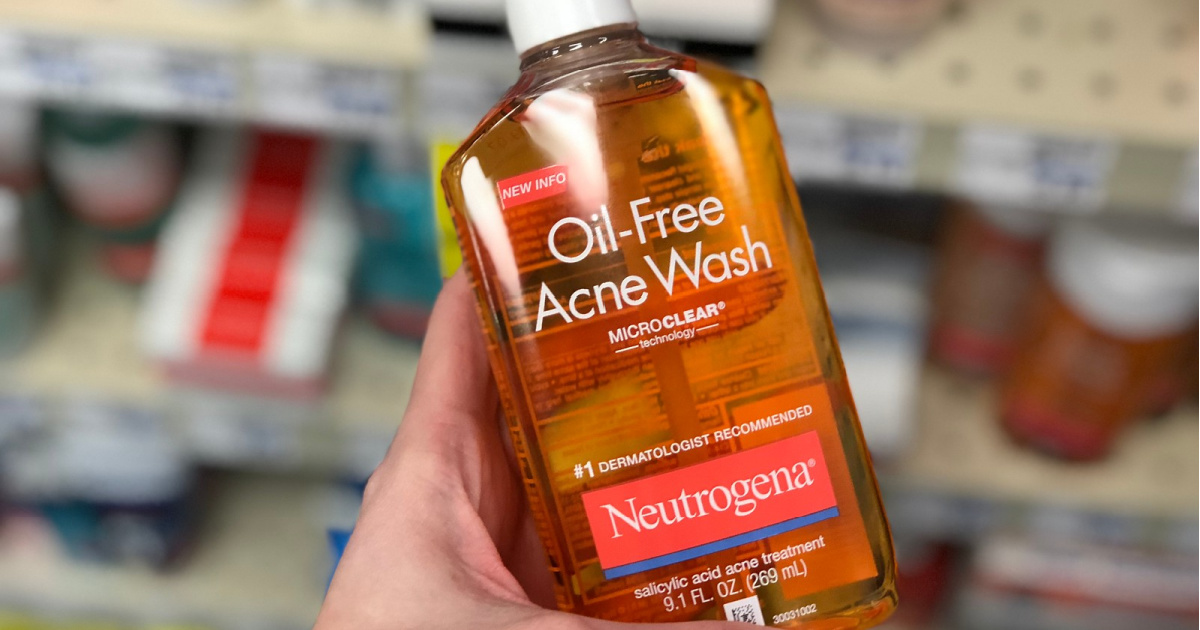 NEW INFO
Oil-Free
Acne Wash
MICROCLEAR®
technology
#1 DERMATOLOGIST RECOMMENDED
Neutrogena®
salicylic acid acne treatment
9.1 FL. OZ. (269 mL)
30031002